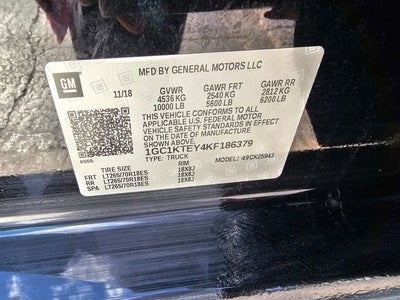 GM
MFD BY GENERAL MOTORS LLC
11/18 GVWR GAWR FRT GAWR RR
4536 KG 2540 KG 2812 KG
10000 LB 5600 LB 6200 LB
THIS VEHICLE CONFORMS TO ALL
APPLICABLE U.S. FEDERAL MOTOR
VEHICLE SAFETY STANDARDS IN EFFECT
ON THE DATE OF MANUFACTURE
SHOWN ABOVE.
1GC1KTEY4KF186379
TYPE: TRUCK MODEL: 49CK25943
TIRE SIZE RIM
FRT LT265/70R18ES 18X8J
RR LT265/70R18ES 18X8J
SPA LT265/70R18ES 18X8J